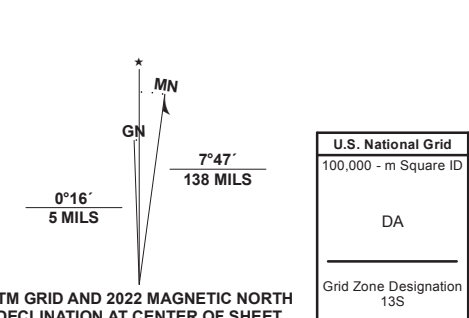 MN
GN
7°47´
138 MILS
0°16´
5 MILS
TM GRID AND 2022 MAGNETIC NORTH
DECLINATION AT CENTER OF SHEET
U.S. National Grid
100,000 - m Square ID
DA
Grid Zone Designation
13S